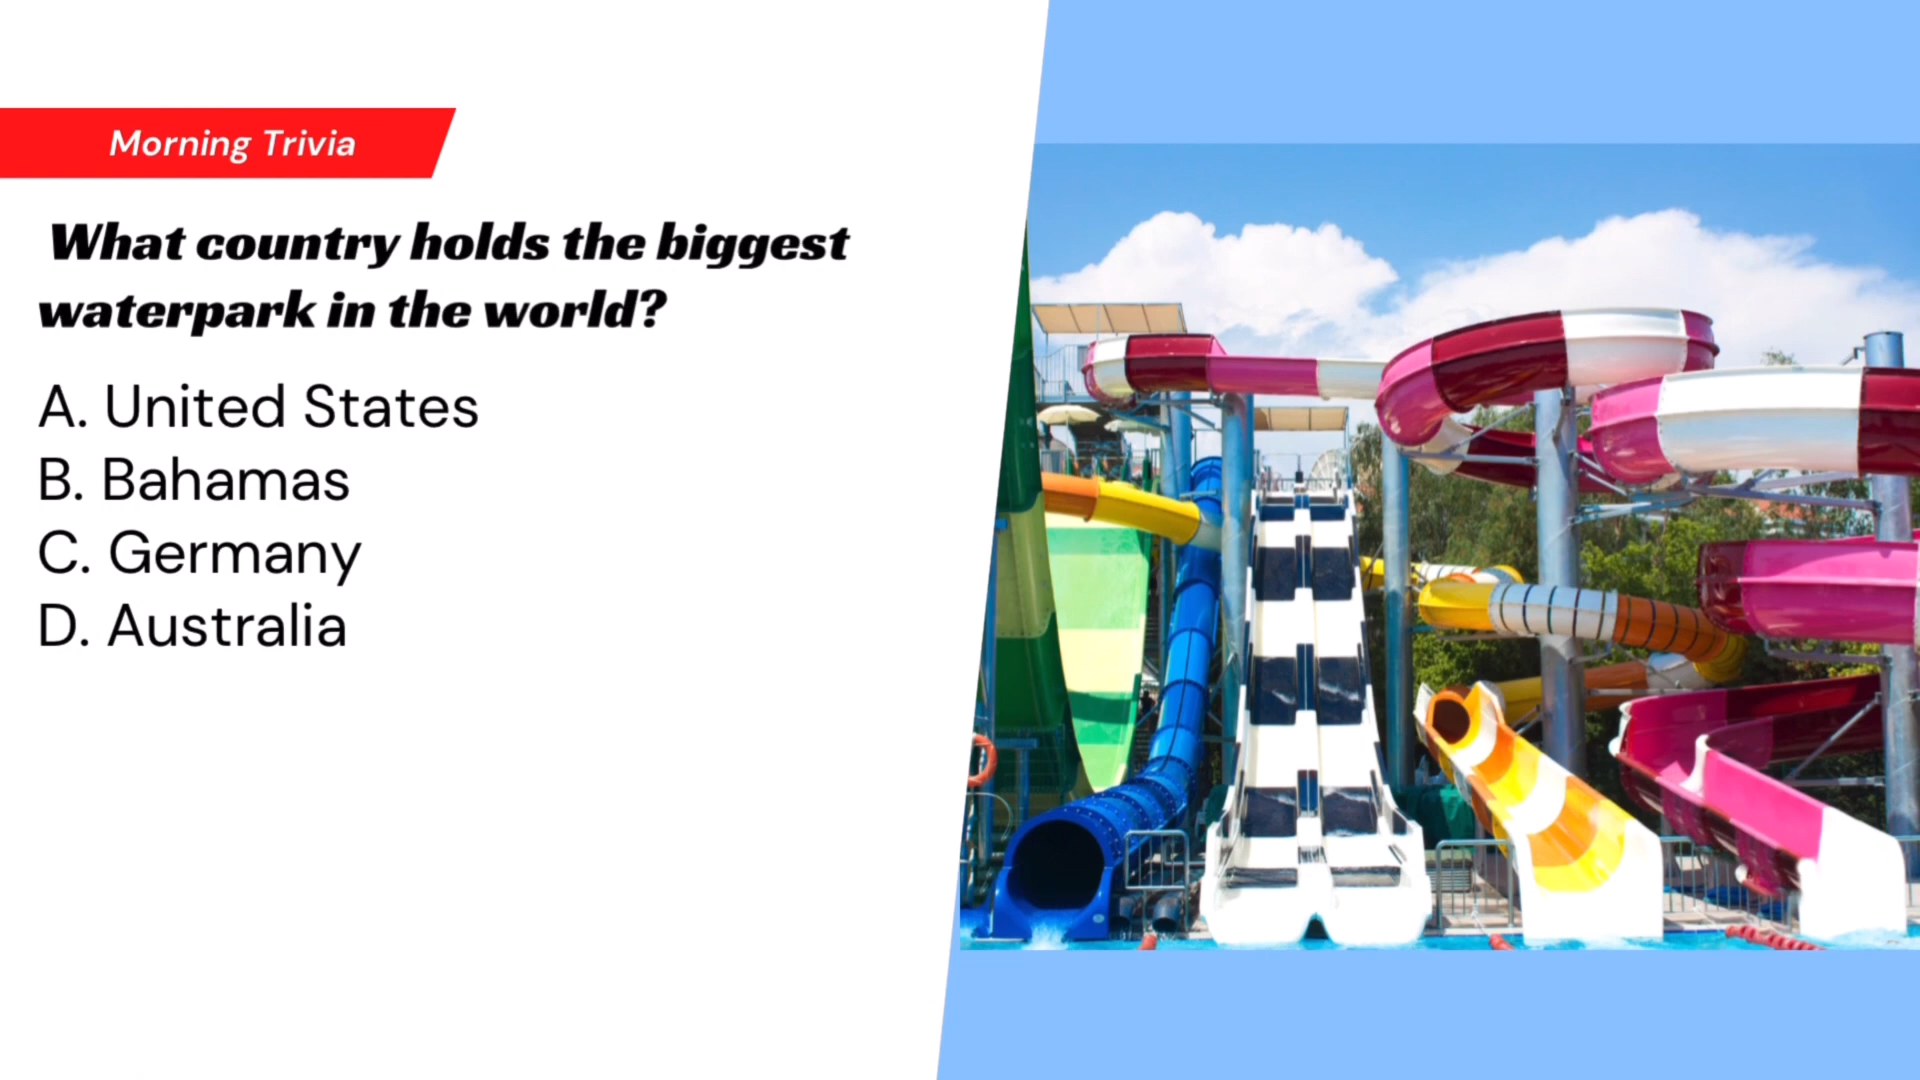 Morning Trivia
What country holds the biggest
waterpark in the world?
A. United States
B. Bahamas
C. Germany
D. Australia